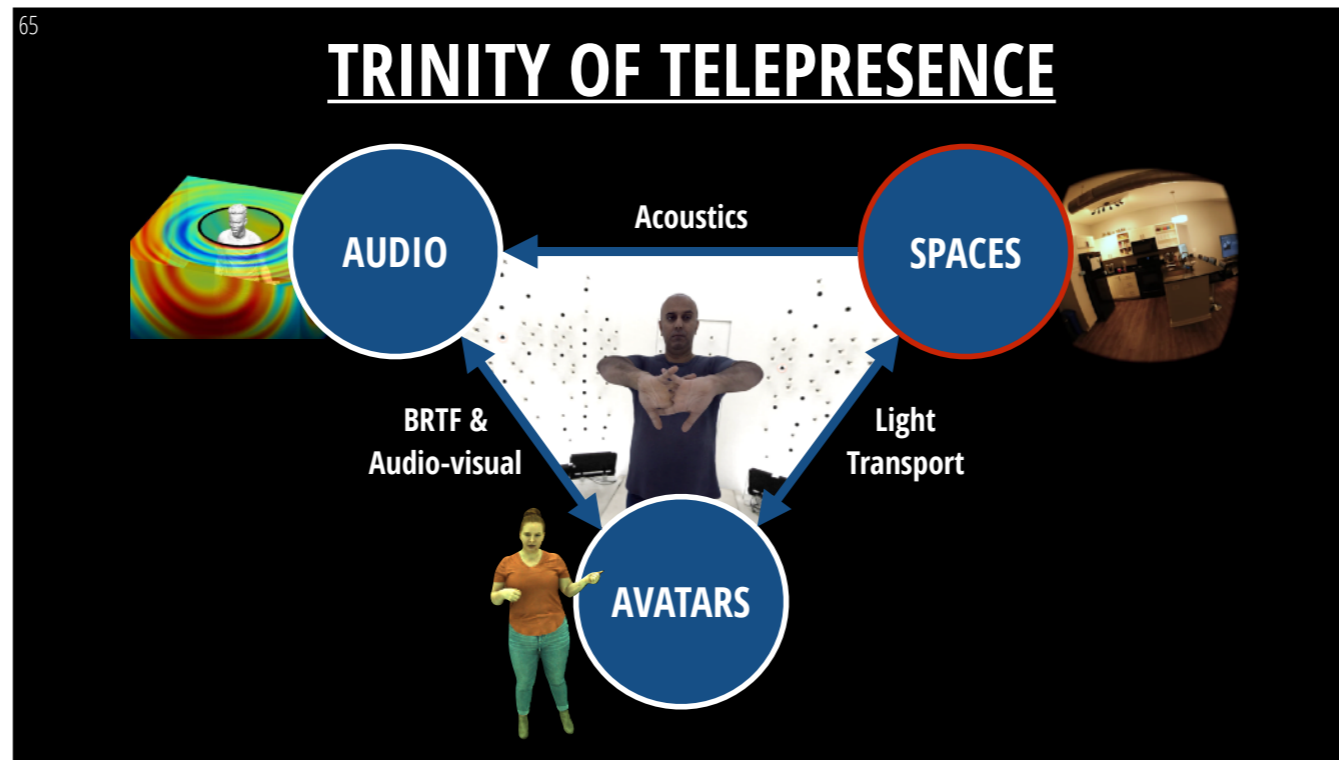 65
TRINITY OF TELEPRESENCE
Acoustics
AUDIO
SPACES
BRTF &
Audio-visual
Light
Transport
AVATARS